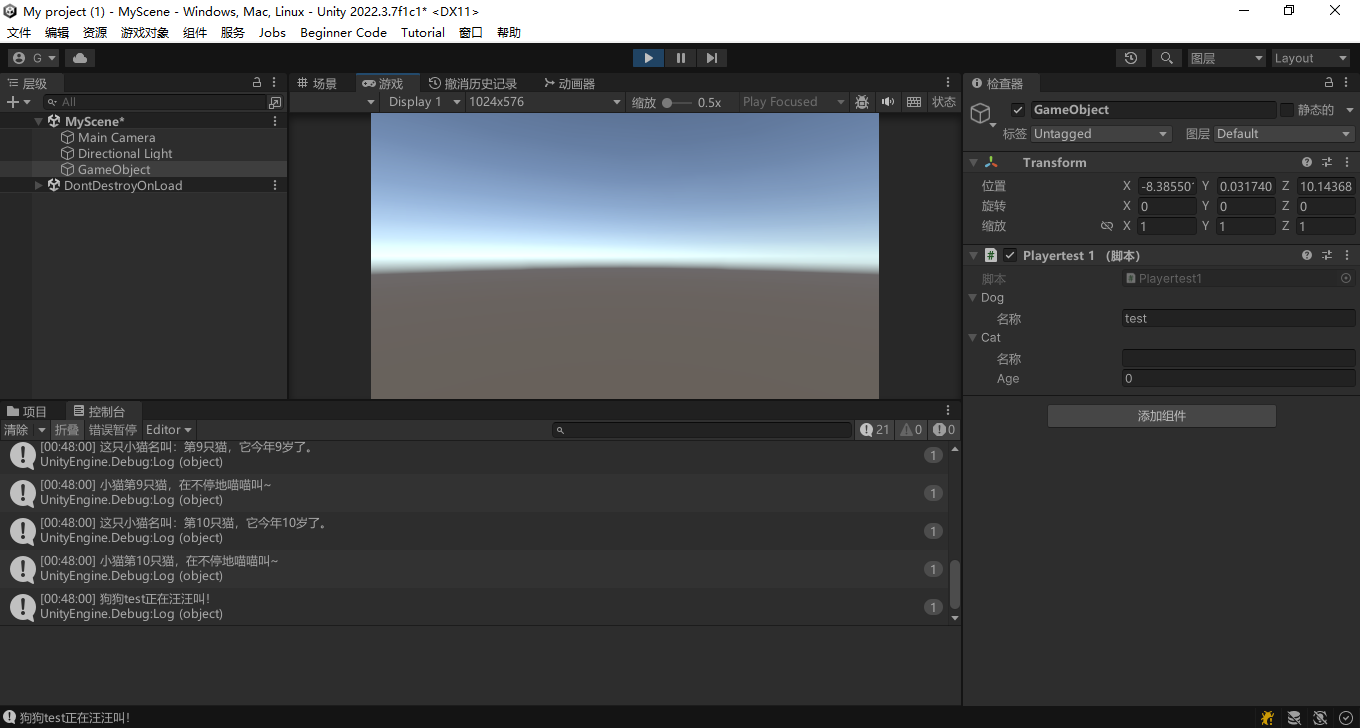 My project (1) - MyScene - Windows, Mac, Linux - Unity 2022.3.7f1c1* <DX11>
文件 编辑 资源 游戏对象 组件 服务 Jobs Beginner Code Tutorial 窗口 帮助
G 图层 Layout
层级 场景 游戏 撤消历史记录 动画器 检查器
All Display 1 1024x576 缩放 0.5x Play Focused 状态
MyScene*
Main Camera
Directional Light
GameObject
DontDestroyOnLoad
GameObject 静态的
标签 Untagged 图层 Default
Transform
位置 X -8.38550 Y 0.031740 Z 10.14368
旋转 X 0 Y 0 Z 0
缩放 X 1 Y 1 Z 1
# Playertest 1 (脚本)
脚本 Playertest1
Dog
名称 test
Cat
名称
Age 0
添加组件
项目 控制台
清除 折叠 错误暂停 Editor 21 0 0
[00:48:00] 这只小猫名叫：第9只猫，它今年9岁了。
UnityEngine.Debug:Log (object) 1
[00:48:00] 小猫第9只猫，在不停地喵喵叫~
UnityEngine.Debug:Log (object) 1
[00:48:00] 这只小猫名叫：第10只猫，它今年10岁了。
UnityEngine.Debug:Log (object) 1
[00:48:00] 小猫第10只猫，在不停地喵喵叫~
UnityEngine.Debug:Log (object) 1
[00:48:00] 狗狗test正在汪汪叫!
UnityEngine.Debug:Log (object) 1
狗狗test正在汪汪叫!